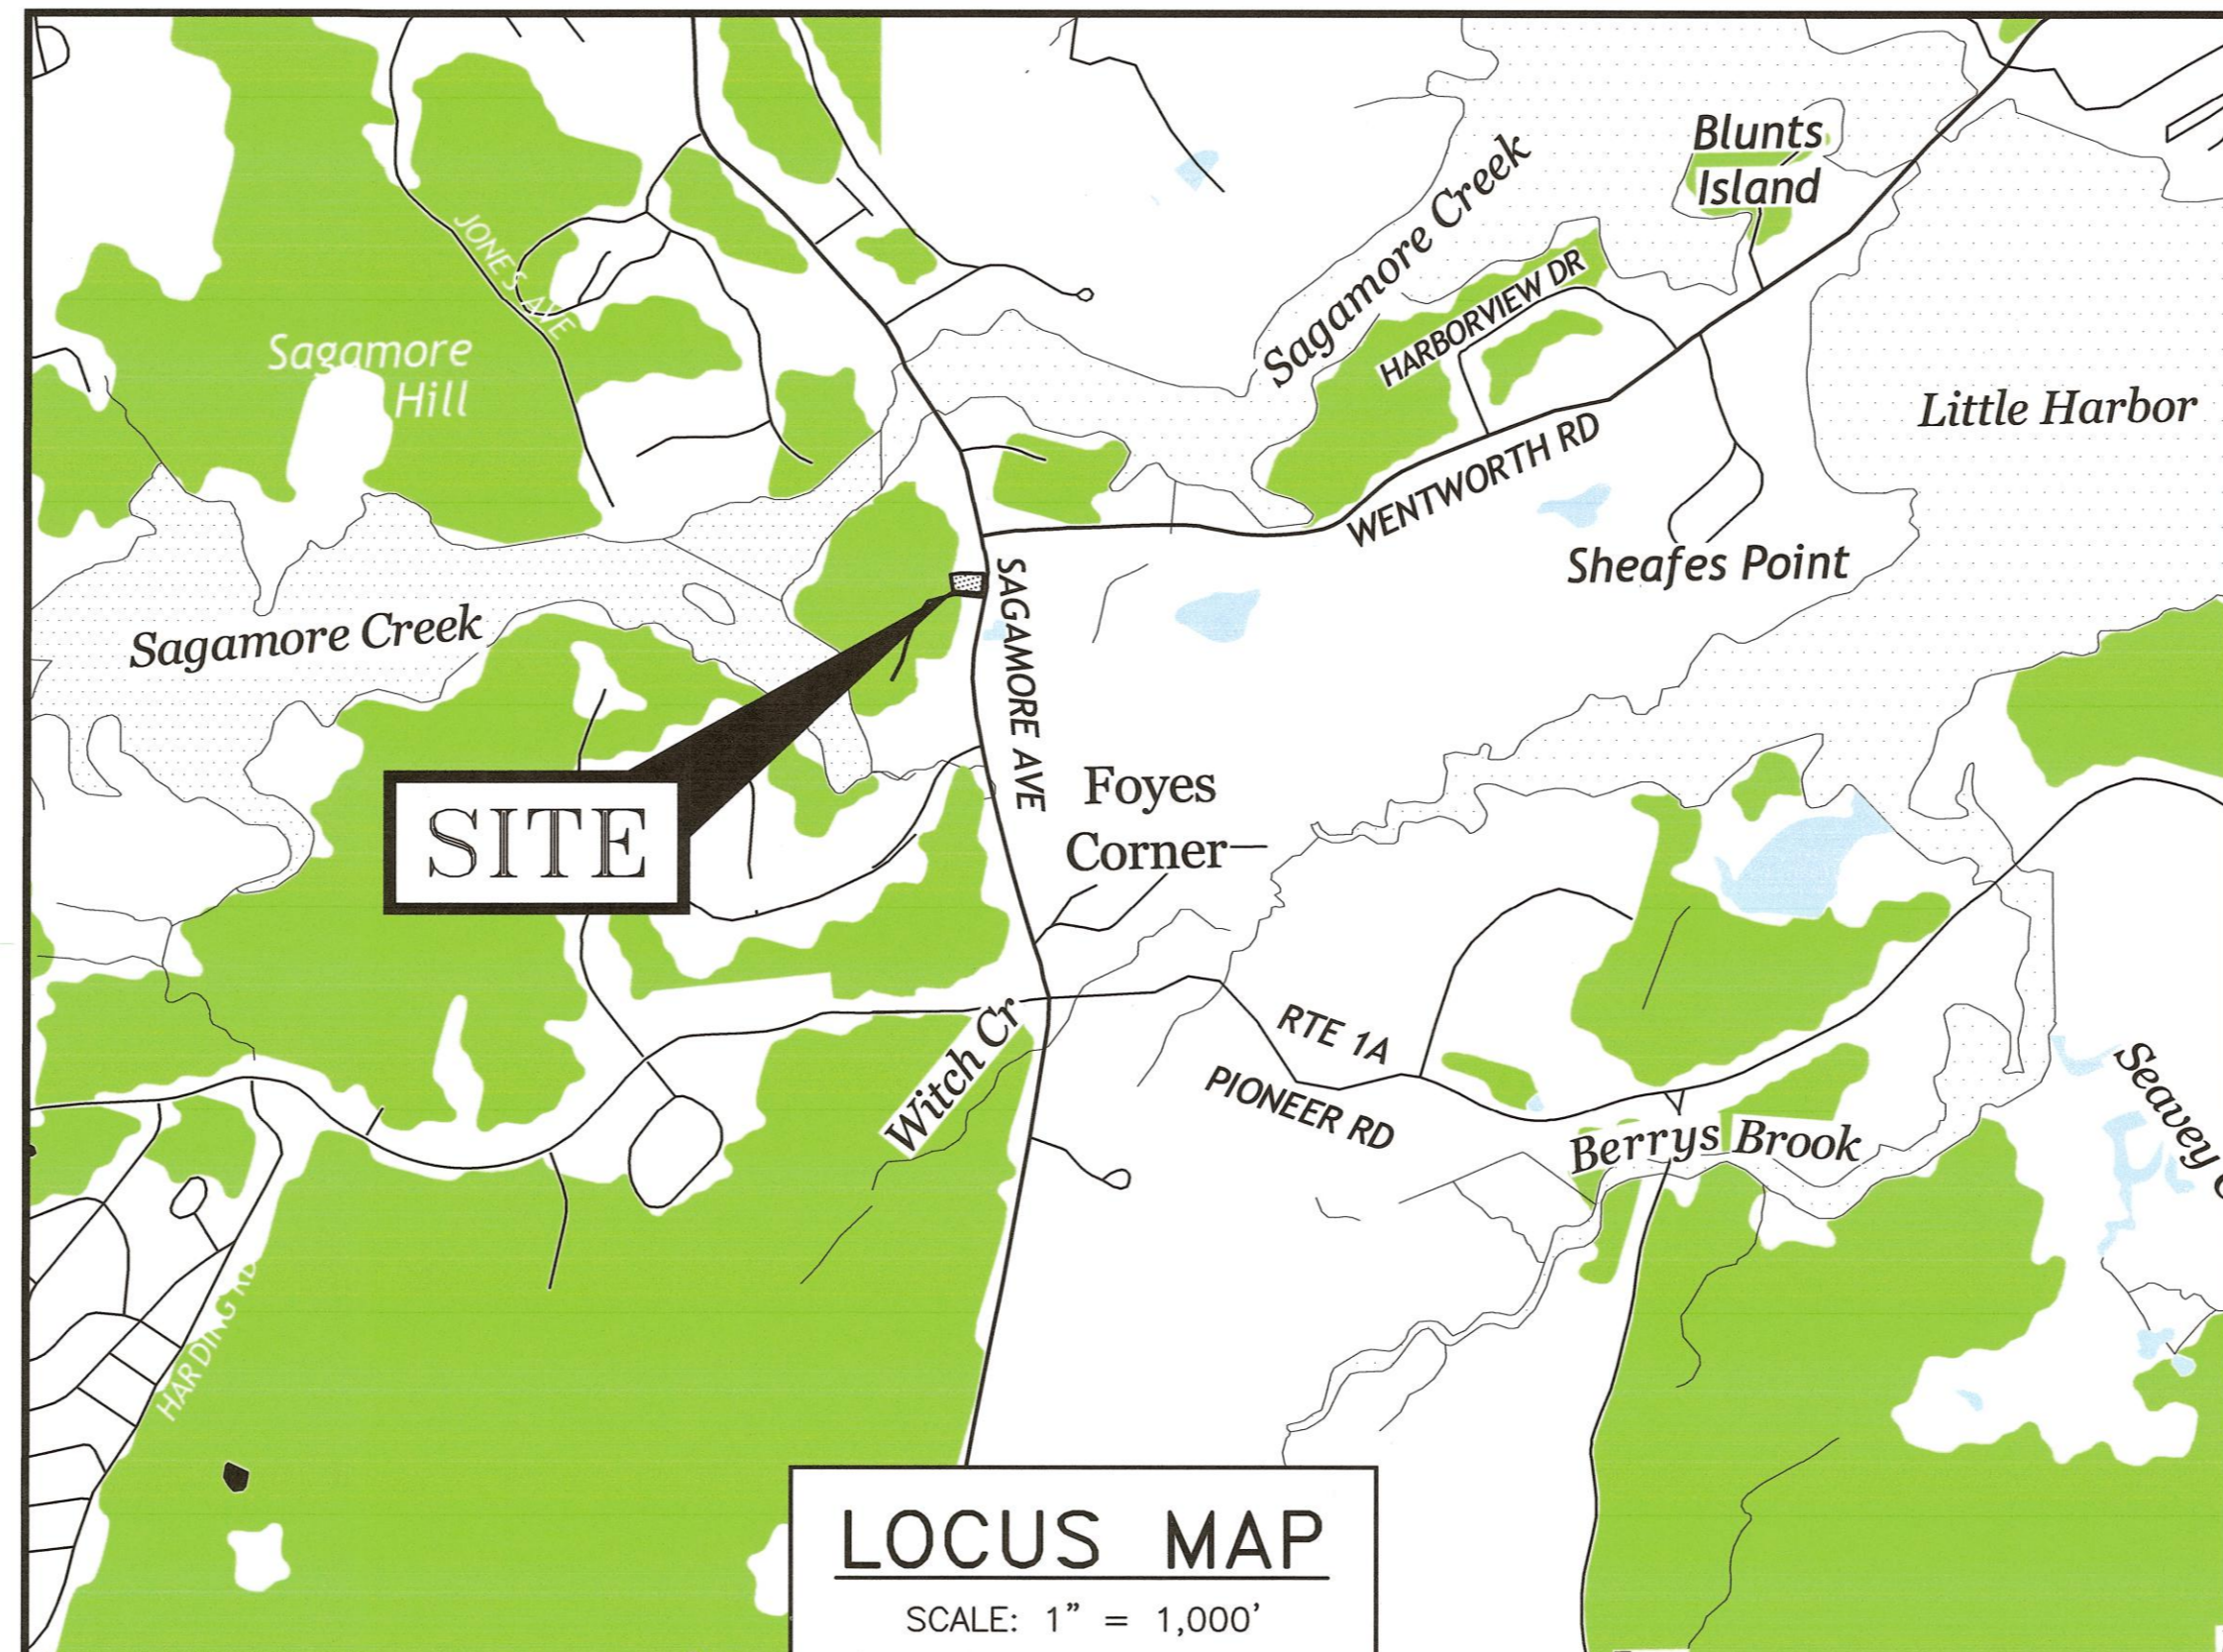 Blunts
Island
Sagamore Creek
JONES AVE
HARBORVIEW DR
Sagamore
Hill
Little Harbor
WENTWORTH RD
Sheafes Point
SAGAMORE AVE
Sagamore Creek
Foyes
Corner
SITE
Witch Cr
RTE 1A
PIONEER RD
Berrys Brook
Seavey
HARDING RD
LOCUS MAP
SCALE: 1" = 1,000'